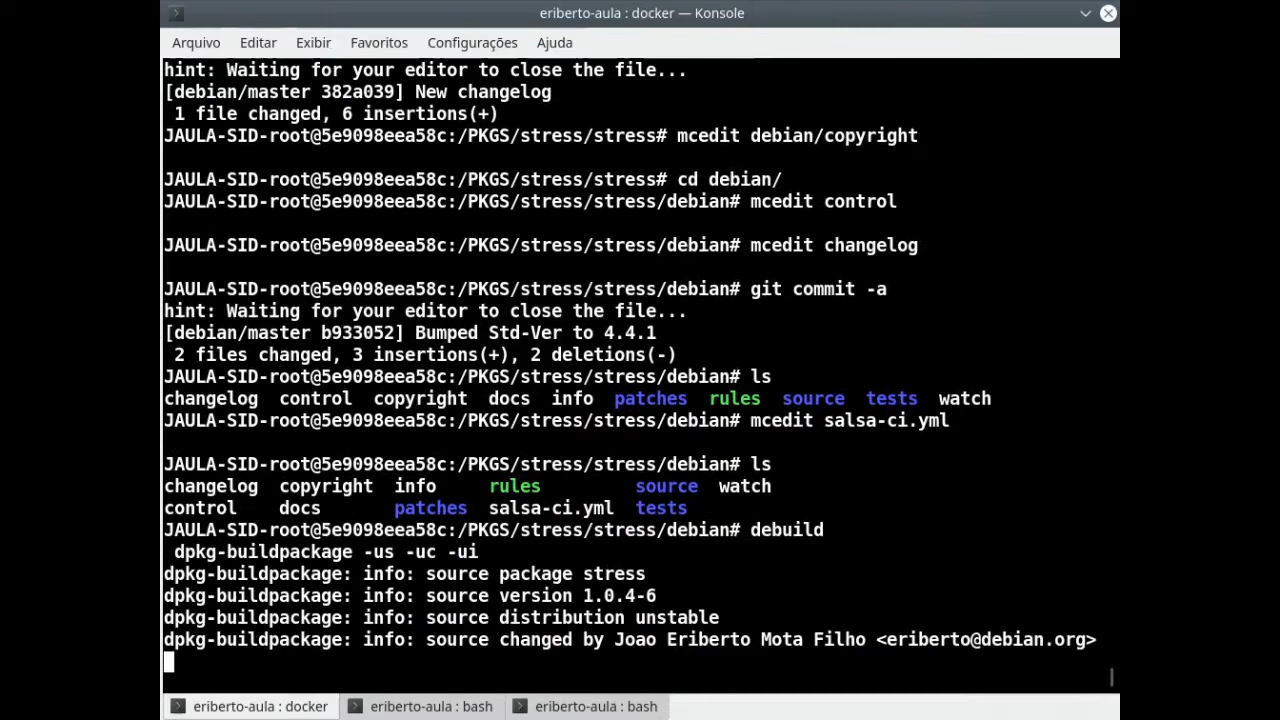 eriberto-aula : docker — Konsole
Arquivo Editar Exibir Favoritos Configurações Ajuda
hint: Waiting for your editor to close the file...
[debian/master 382a039] New changelog
 1 file changed, 6 insertions(+)
JAULA-SID-root@5e9098eea58c:/PKGS/stress/stress# mcedit debian/copyright
JAULA-SID-root@5e9098eea58c:/PKGS/stress/stress# cd debian/
JAULA-SID-root@5e9098eea58c:/PKGS/stress/stress/debian# mcedit control
JAULA-SID-root@5e9098eea58c:/PKGS/stress/stress/debian# mcedit changelog
JAULA-SID-root@5e9098eea58c:/PKGS/stress/stress/debian# git commit -a
hint: Waiting for your editor to close the file...
[debian/master b933052] Bumped Std-Ver to 4.4.1
 2 files changed, 3 insertions(+), 2 deletions(-)
JAULA-SID-root@5e9098eea58c:/PKGS/stress/stress/debian# ls
changelog control copyright docs info patches rules source tests watch
JAULA-SID-root@5e9098eea58c:/PKGS/stress/stress/debian# mcedit salsa-ci.yml
JAULA-SID-root@5e9098eea58c:/PKGS/stress/stress/debian# ls
changelog copyright info rules source watch
control docs patches salsa-ci.yml tests
JAULA-SID-root@5e9098eea58c:/PKGS/stress/stress/debian# debuild
 dpkg-buildpackage -us -uc -ui
dpkg-buildpackage: info: source package stress
dpkg-buildpackage: info: source version 1.0.4-6
dpkg-buildpackage: info: source distribution unstable
dpkg-buildpackage: info: source changed by Joao Eriberto Mota Filho <eriberto@debian.org>
eriberto-aula : docker eriberto-aula : bash eriberto-aula : bash